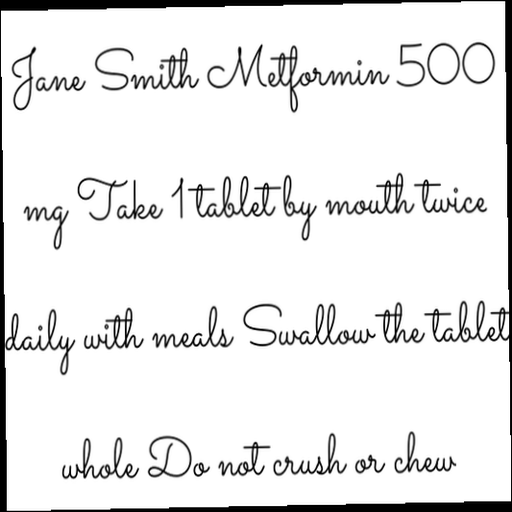 Jane Smith Metformin 500
mg Take 1 tablet by mouth twice
daily with meals Swallow the tablet
whole Do not crush or chew